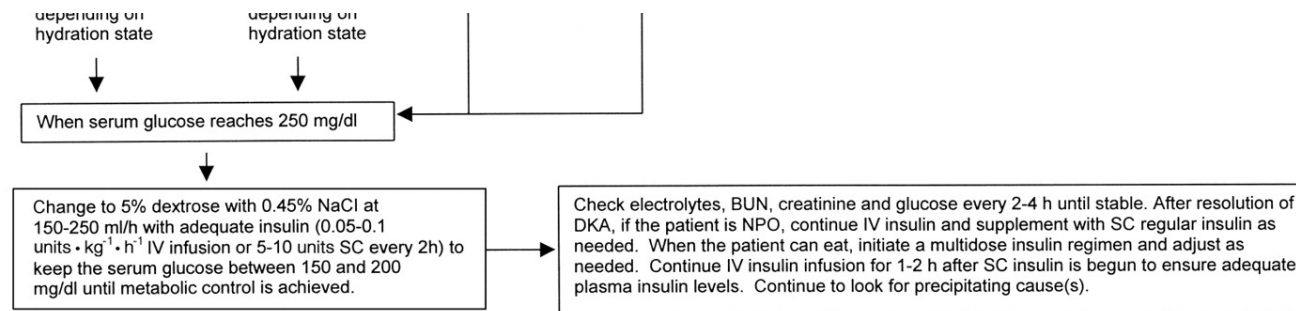 depending on
hydration state
depending on
hydration state
When serum glucose reaches 250 mg/dl
Change to 5% dextrose with 0.45% NaCl at
150-250 ml/h with adequate insulin (0.05-0.1
units • kg⁻¹ • h⁻¹ IV infusion or 5-10 units SC every 2h) to
keep the serum glucose between 150 and 200
mg/dl until metabolic control is achieved.
Check electrolytes, BUN, creatinine and glucose every 2-4 h until stable. After resolution of
DKA, if the patient is NPO, continue IV insulin and supplement with SC regular insulin as
needed. When the patient can eat, initiate a multidose insulin regimen and adjust as
needed. Continue IV insulin infusion for 1-2 h after SC insulin is begun to ensure adequate
plasma insulin levels. Continue to look for precipitating cause(s).